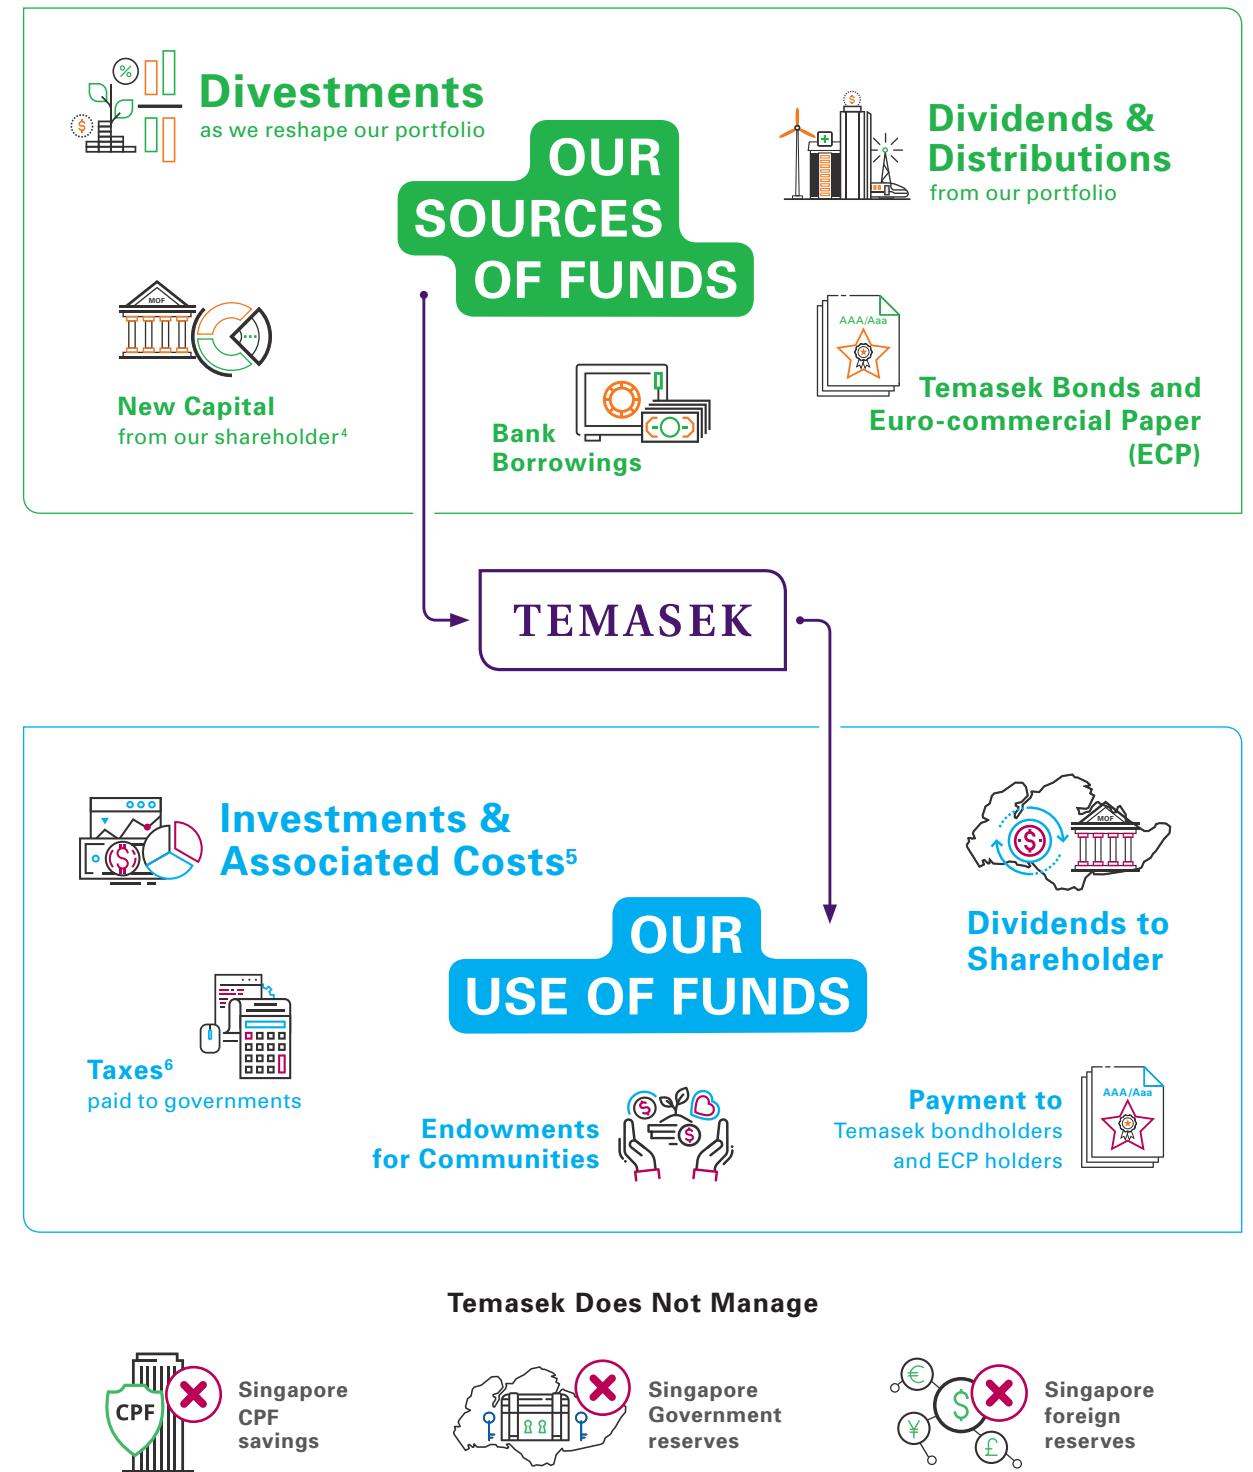 Divestments
as we reshape our portfolio
OUR
SOURCES
OF FUNDS
$
%
$
Dividends &
Distributions
from our portfolio
MOF
New Capital
from our shareholder4
Bank
Borrowings
AAA/Aaa
Temasek Bonds and
Euro-commercial Paper
(ECP)
TEMASEK
$
Investments &
Associated Costs5
$
MOF
Dividends to
Shareholder
OUR
USE OF FUNDS
Taxes6
paid to governments
Endowments
for Communities
$
$
Payment to
Temasek bondholders
and ECP holders
AAA/Aaa
Temasek Does Not Manage
CPF
Singapore
CPF
savings
Singapore
Government
reserves
€
$
¥
£
Singapore
foreign
reserves